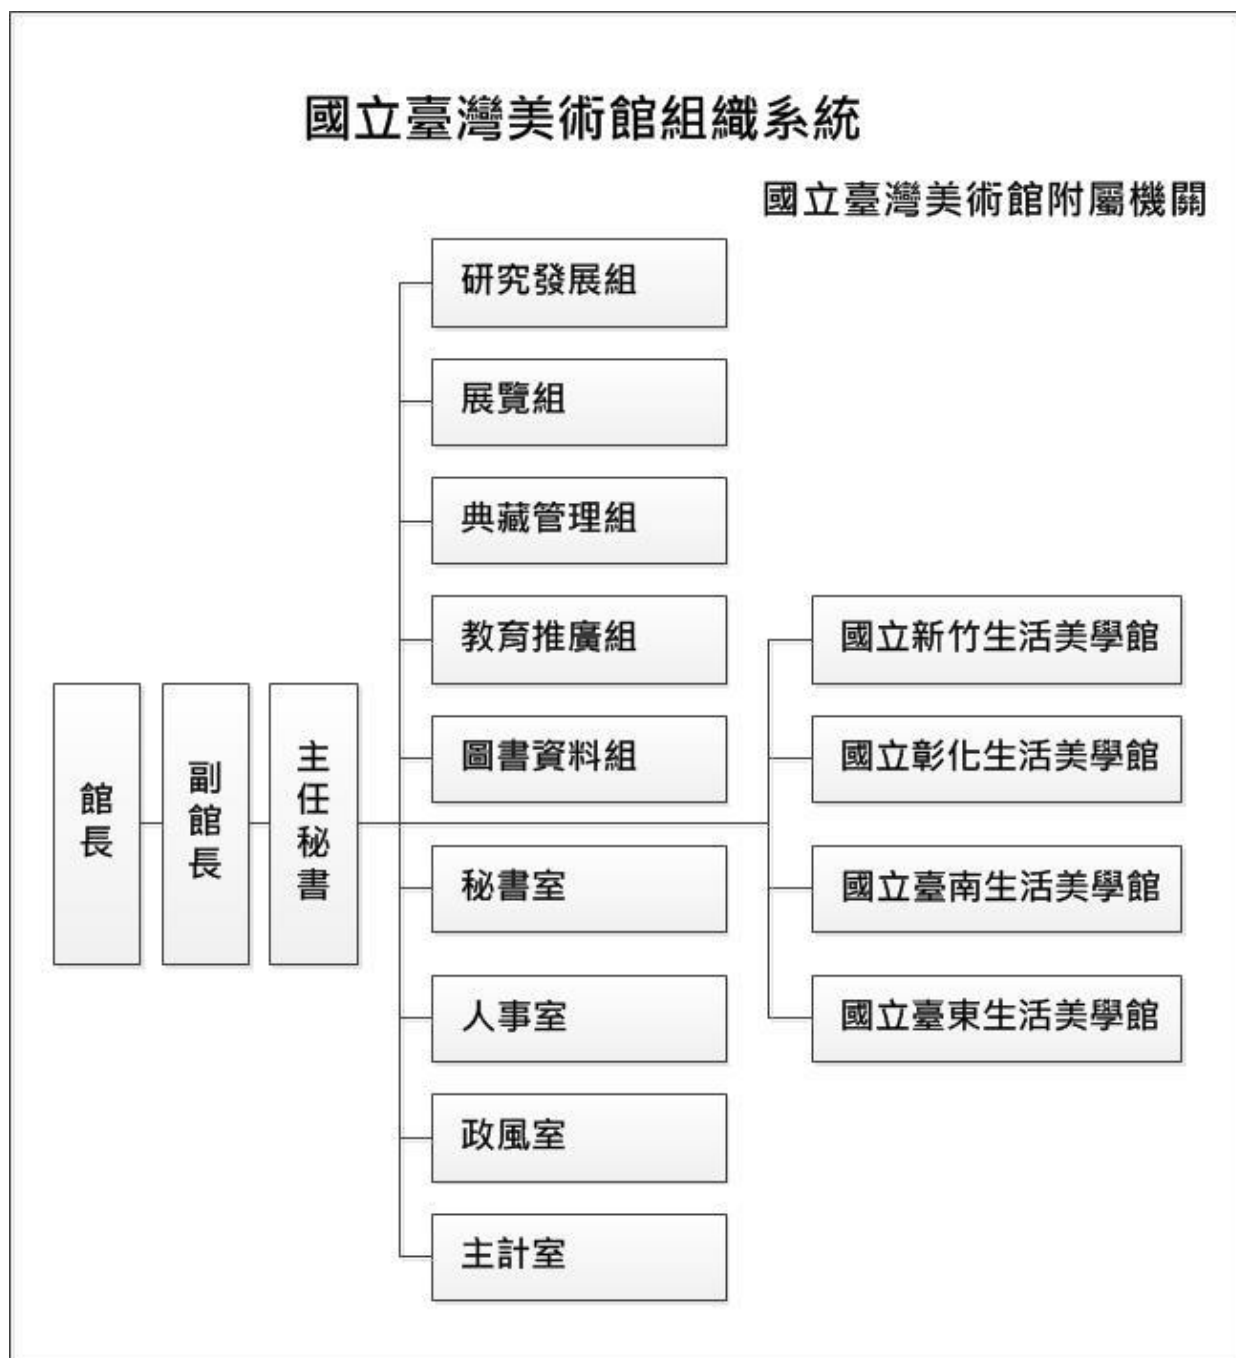 國立臺灣美術館組織系統
國立臺灣美術館附屬機關
館長
副館長
主任秘書
研究發展組
展覽組
典藏管理組
教育推廣組
圖書資料組
秘書室
人事室
政風室
主計室
國立新竹生活美學館
國立彰化生活美學館
國立臺南生活美學館
國立臺東生活美學館